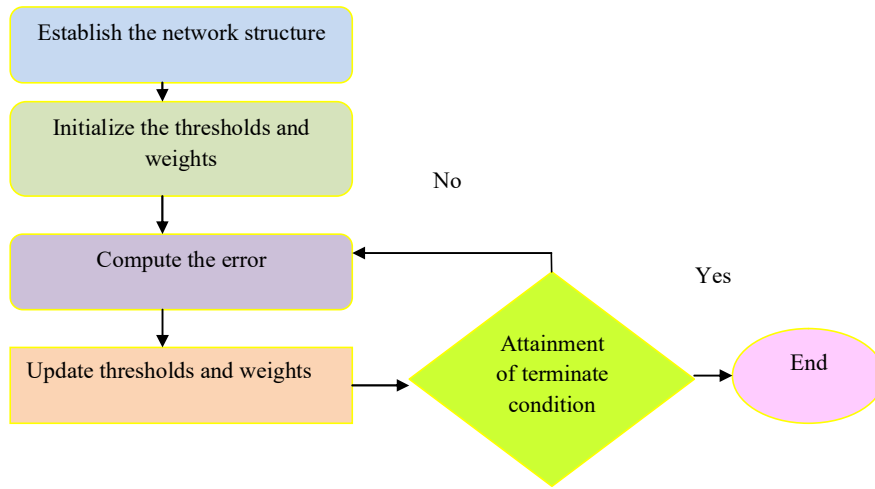 Establish the network structure
Initialize the thresholds and
weights
No
Compute the error
Yes
Update thresholds and weights
Attainment
of terminate
condition
End